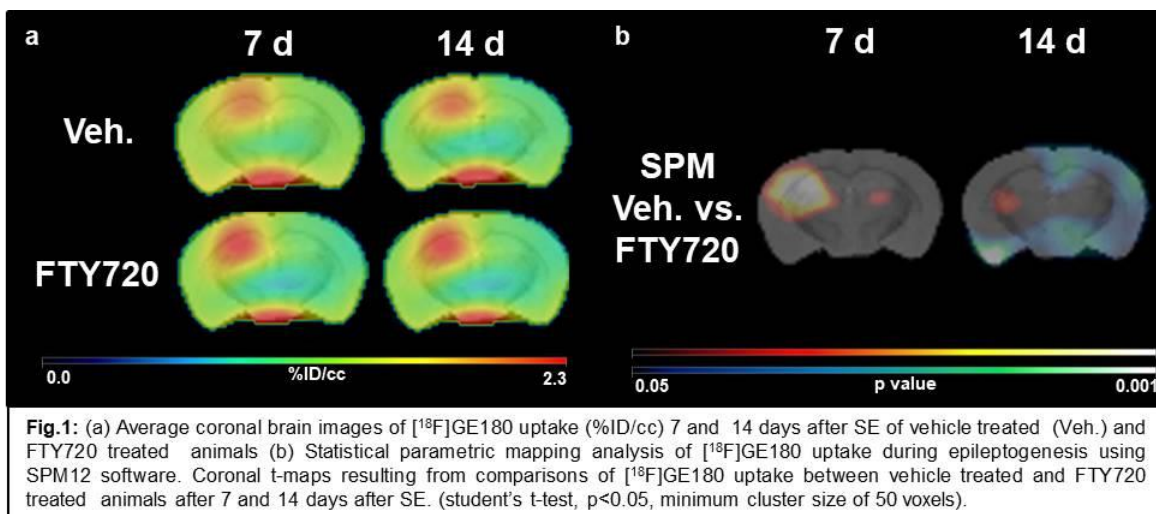 a
7 d 14 d
Veh.
FTY720
0.0 %ID/cc 2.3
b
7 d 14 d
SPM
Veh. vs.
FTY720
0.05 p value 0.001
Fig.1: (a) Average coronal brain images of [¹⁸F]GE180 uptake (%ID/cc) 7 and 14 days after SE of vehicle treated (Veh.) and
FTY720 treated animals (b) Statistical parametric mapping analysis of [¹⁸F]GE180 uptake during epileptogenesis using
SPM12 software. Coronal t-maps resulting from comparisons of [¹⁸F]GE180 uptake between vehicle treated and FTY720
treated animals after 7 and 14 days after SE. (student's t-test, p<0.05, minimum cluster size of 50 voxels).